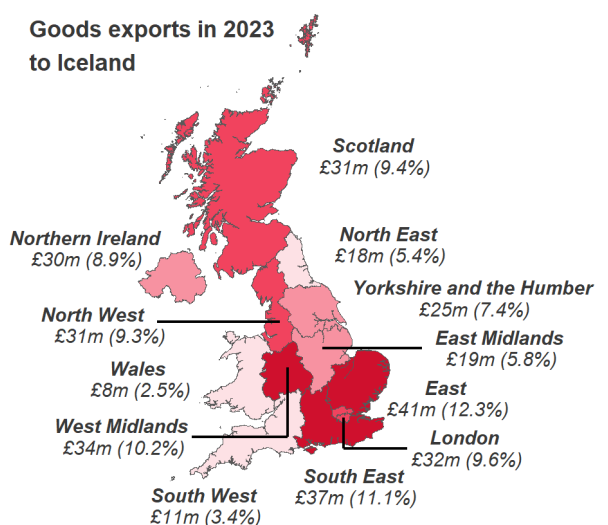 Goods exports in 2023
to Iceland
Scotland
£31m (9.4%)
Northern Ireland
£30m (8.9%)
North East
£18m (5.4%)
Yorkshire and the Humber
£25m (7.4%)
North West
£31m (9.3%)
East Midlands
£19m (5.8%)
Wales
£8m (2.5%)
East
£41m (12.3%)
West Midlands
£34m (10.2%)
London
£32m (9.6%)
South East
£37m (11.1%)
South West
£11m (3.4%)